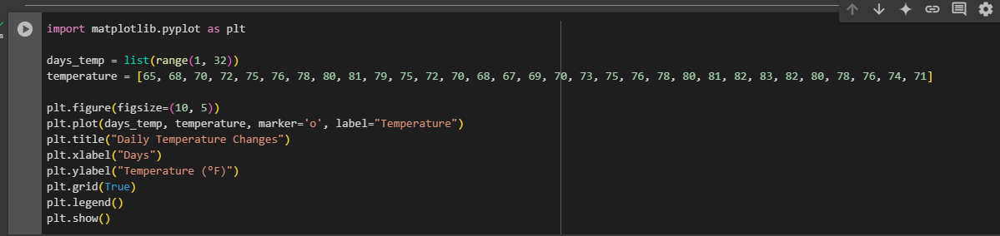 import matplotlib.pyplot as plt
days_temp = list(range(1, 32))
temperature = [65, 68, 70, 72, 75, 76, 78, 80, 81, 79, 75, 72, 70, 68, 67, 69, 70, 73, 75, 76, 78, 80, 81, 82, 83, 82, 80, 78, 76, 74, 71]
plt.figure(figsize=(10, 5))
plt.plot(days_temp, temperature, marker='o', label="Temperature")
plt.title("Daily Temperature Changes")
plt.xlabel("Days")
plt.ylabel("Temperature (°F)")
plt.grid(True)
plt.legend()
plt.show()